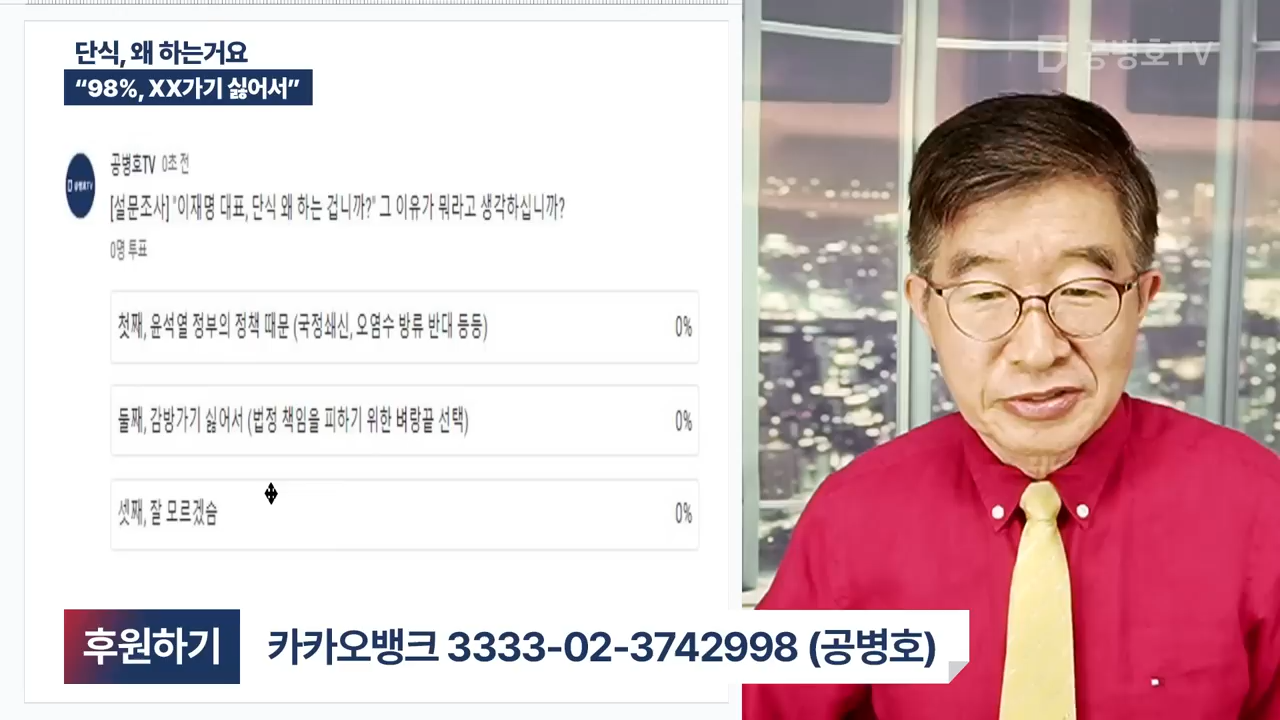 단식, 왜 하는거요
“98%, XX가기 싫어서”
공병호TV
공병호TV 0초 전
공병호TV
[설문조사] "이재명 대표, 단식 왜 하는 겁니까?" 그 이유가 뭐라고 생각하십니까?
0명 투표
첫째, 윤석열 정부의 정책 때문 (국정쇄신, 오염수 방류 반대 등등) 0%
둘째, 감방가기 싫어서 (법정 책임을 피하기 위한 벼랑끝 선택) 0%
셋째, 잘 모르겠슴 0%
후원하기 카카오뱅크 3333-02-3742998 (공병호)